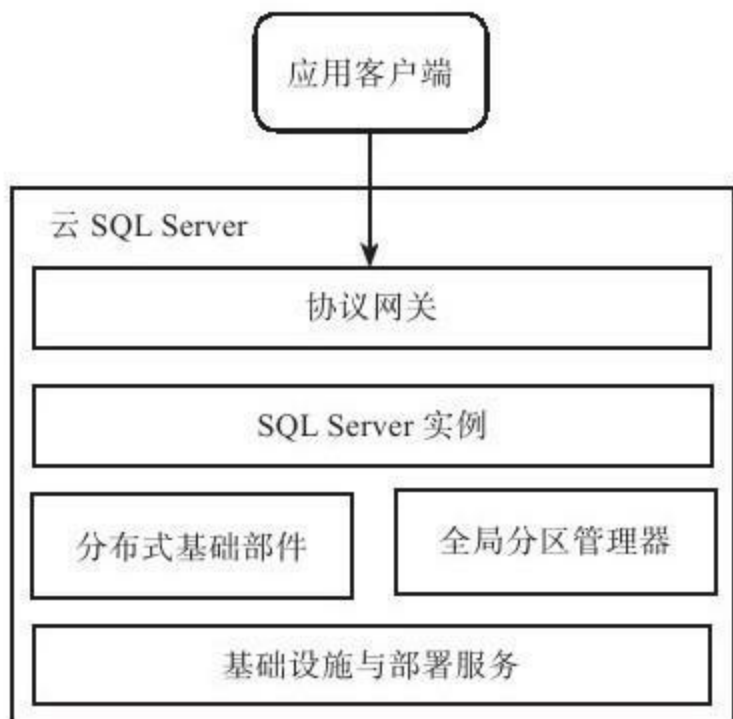 应用客户端
云 SQL Server
协议网关
SQL Server 实例
分布式基础部件
全局分区管理器
基础设施与部署服务